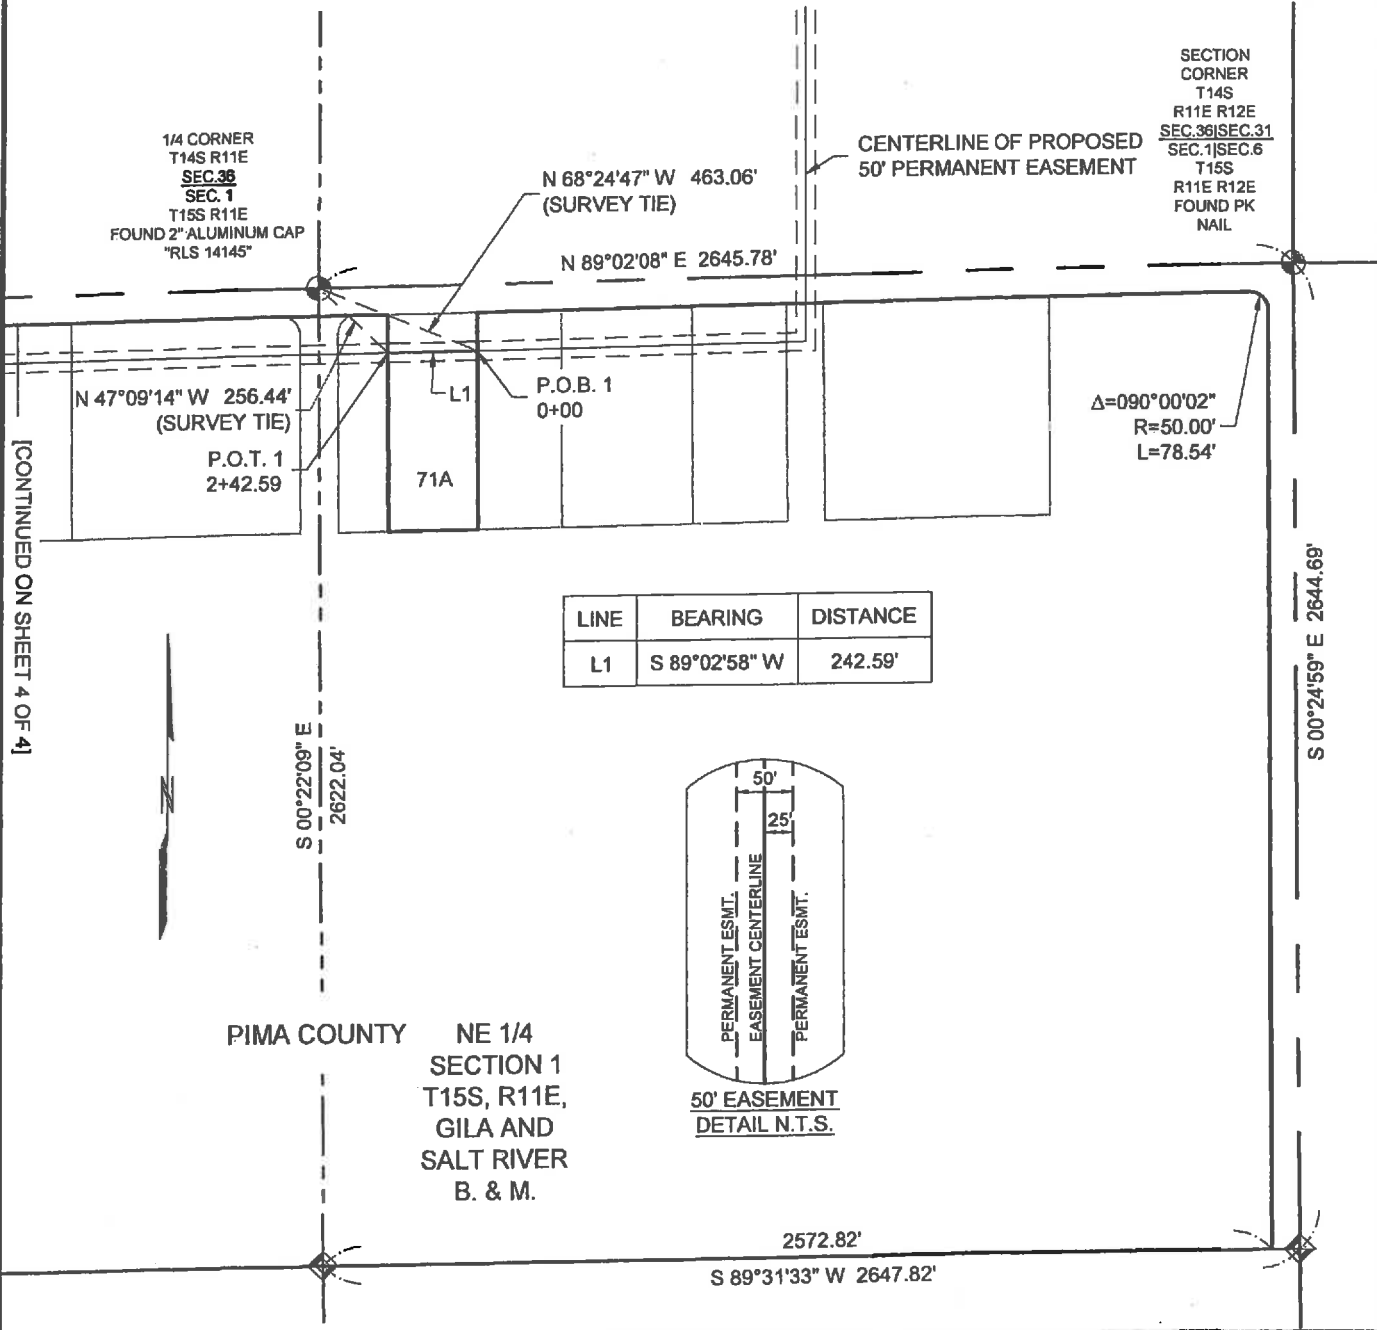 SECTION
CORNER
T14S
R11E R12E
SEC.36|SEC.31
SEC.1|SEC.6
T15S
R11E R12E
FOUND PK
NAIL
1/4 CORNER
T14S R11E
SEC.36
SEC. 1
T15S R11E
FOUND 2" ALUMINUM CAP
"RLS 14145"
CENTERLINE OF PROPOSED
50' PERMANENT EASEMENT
N 68°24'47" W 463.06'
(SURVEY TIE)
N 89°02'08" E 2645.78'
N 47°09'14" W 256.44'
(SURVEY TIE)
L1
P.O.B. 1
0+00
Δ=090°00'02"
R=50.00'
L=78.54'
P.O.T. 1
2+42.59
71A
[CONTINUED ON SHEET 4 OF 4]
LINE BEARING DISTANCE
L1 S 89°02'58" W 242.59'
S 00°24'59" E 2644.69'
S 00°22'09" E
2622.04'
N
50'
25'
PERMANENT ESMT.
EASEMENT CENTERLINE
PERMANENT ESMT.
50' EASEMENT
DETAIL N.T.S.
PIMA COUNTY
NE 1/4
SECTION 1
T15S, R11E,
GILA AND
SALT RIVER
B. & M.
2572.82'
S 89°31'33" W 2647.82'